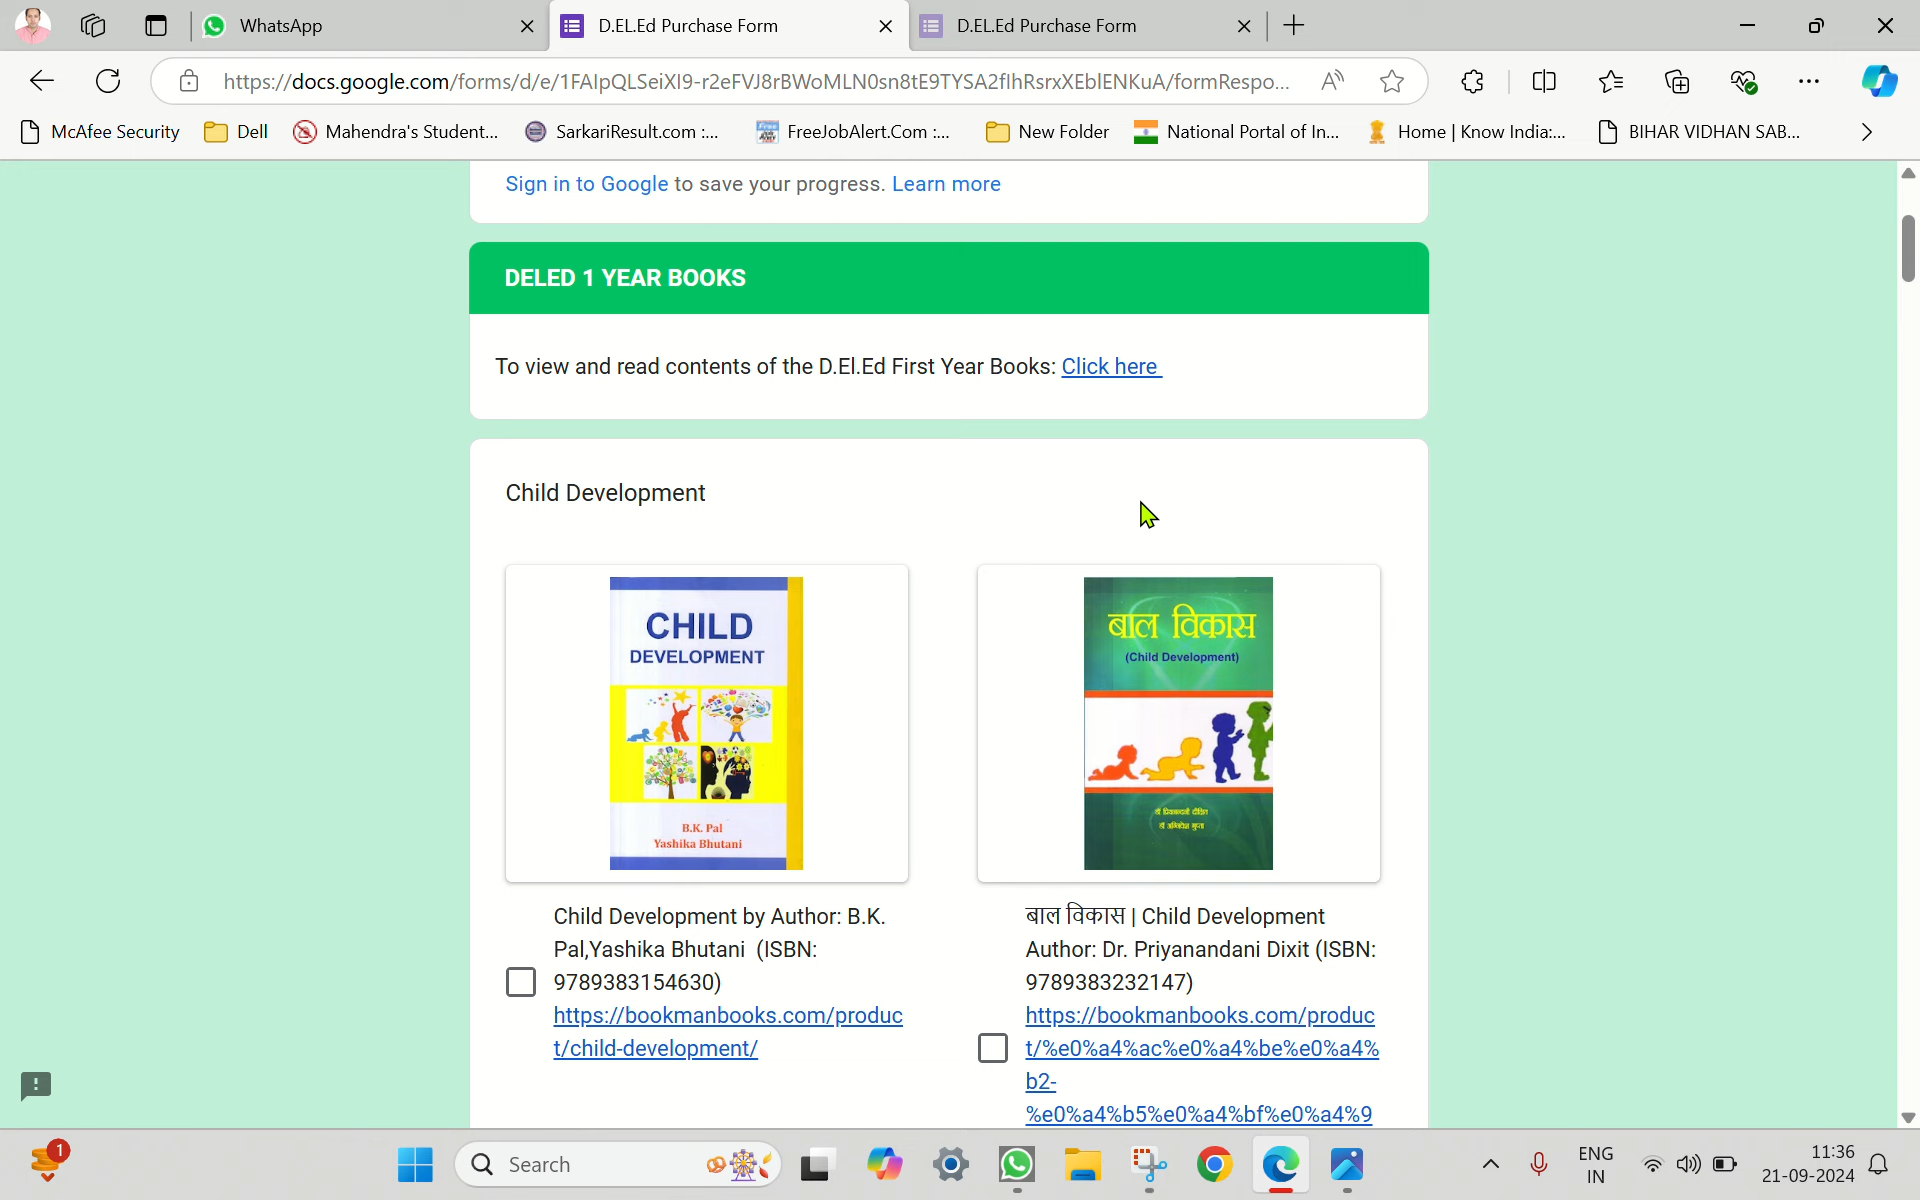 WhatsApp
D.EL.Ed Purchase Form
D.EL.Ed Purchase Form
https://docs.google.com/forms/d/e/1FAIpQLSeiXI9-r2eFVJ8rBWoMLN0sn8tE9TYSA2fIhRsrxXEblENKuA/formRespo...
McAfee Security
Dell
Mahendra's Student...
SarkariResult.com :...
FreeJobAlert.Com :...
New Folder
National Portal of In...
Home | Know India:...
BIHAR VIDHAN SAB...
Sign in to Google to save your progress. Learn more
DELED 1 YEAR BOOKS
To view and read contents of the D.El.Ed First Year Books: Click here
Child Development
CHILD
DEVELOPMENT
B.K. Pal
Yashika Bhutani
बाल विकास
(Child Development)
डॉ प्रियानन्दनी दीक्षित
Child Development by Author: B.K.
Pal,Yashika Bhutani (ISBN:
9789383154630)
https://bookmanbooks.com/produc
t/child-development/
बाल विकास | Child Development
Author: Dr. Priyanandani Dixit (ISBN:
9789383232147)
https://bookmanbooks.com/produc
t/%e0%a4%ac%e0%a4%be%e0%a4%
b2-
%e0%a4%b5%e0%a4%bf%e0%a4%9
1
Search
ENG
IN
11:36
21-09-2024